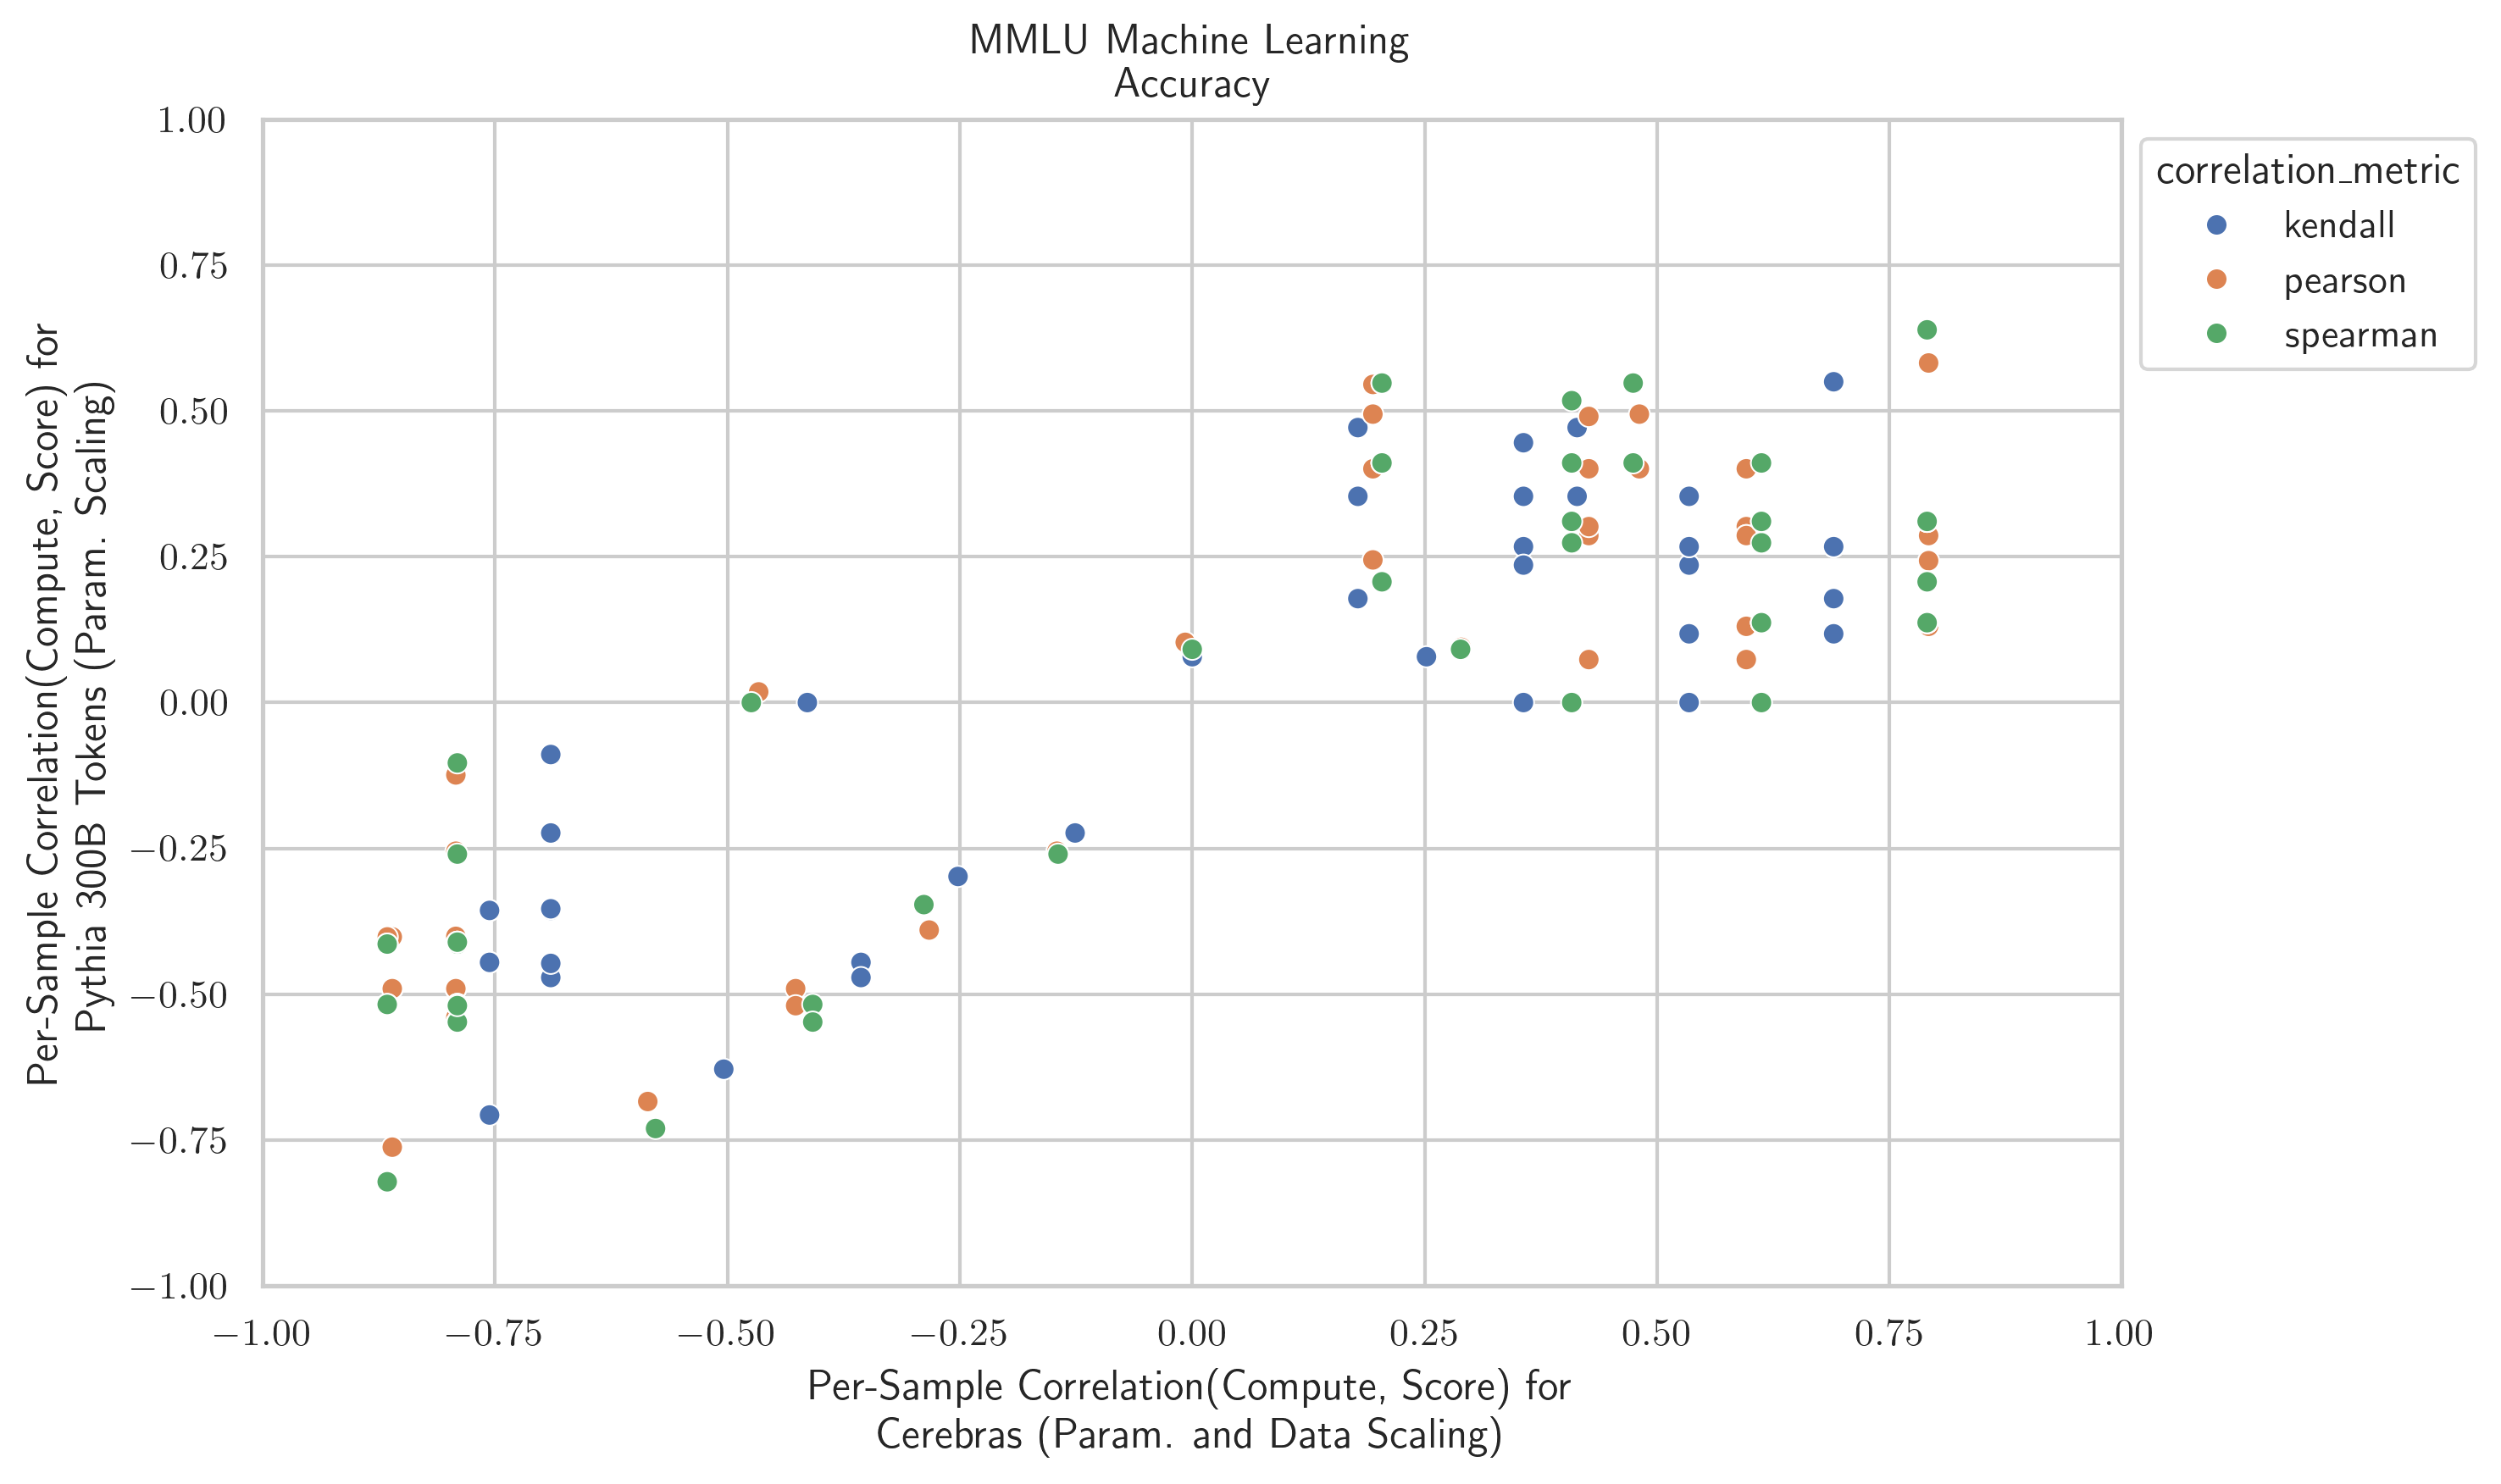 MMLU Machine Learning
Accuracy
1.00
0.75
0.50
0.25
0.00
−0.25
−0.50
−0.75
−1.00
Per-Sample Correlation(Compute, Score) for
Pythia 300B Tokens (Param. Scaling)
−1.00 −0.75 −0.50 −0.25 0.00 0.25 0.50 0.75 1.00
Per-Sample Correlation(Compute, Score) for
Cerebras (Param. and Data Scaling)
correlation_metric
kendall
pearson
spearman